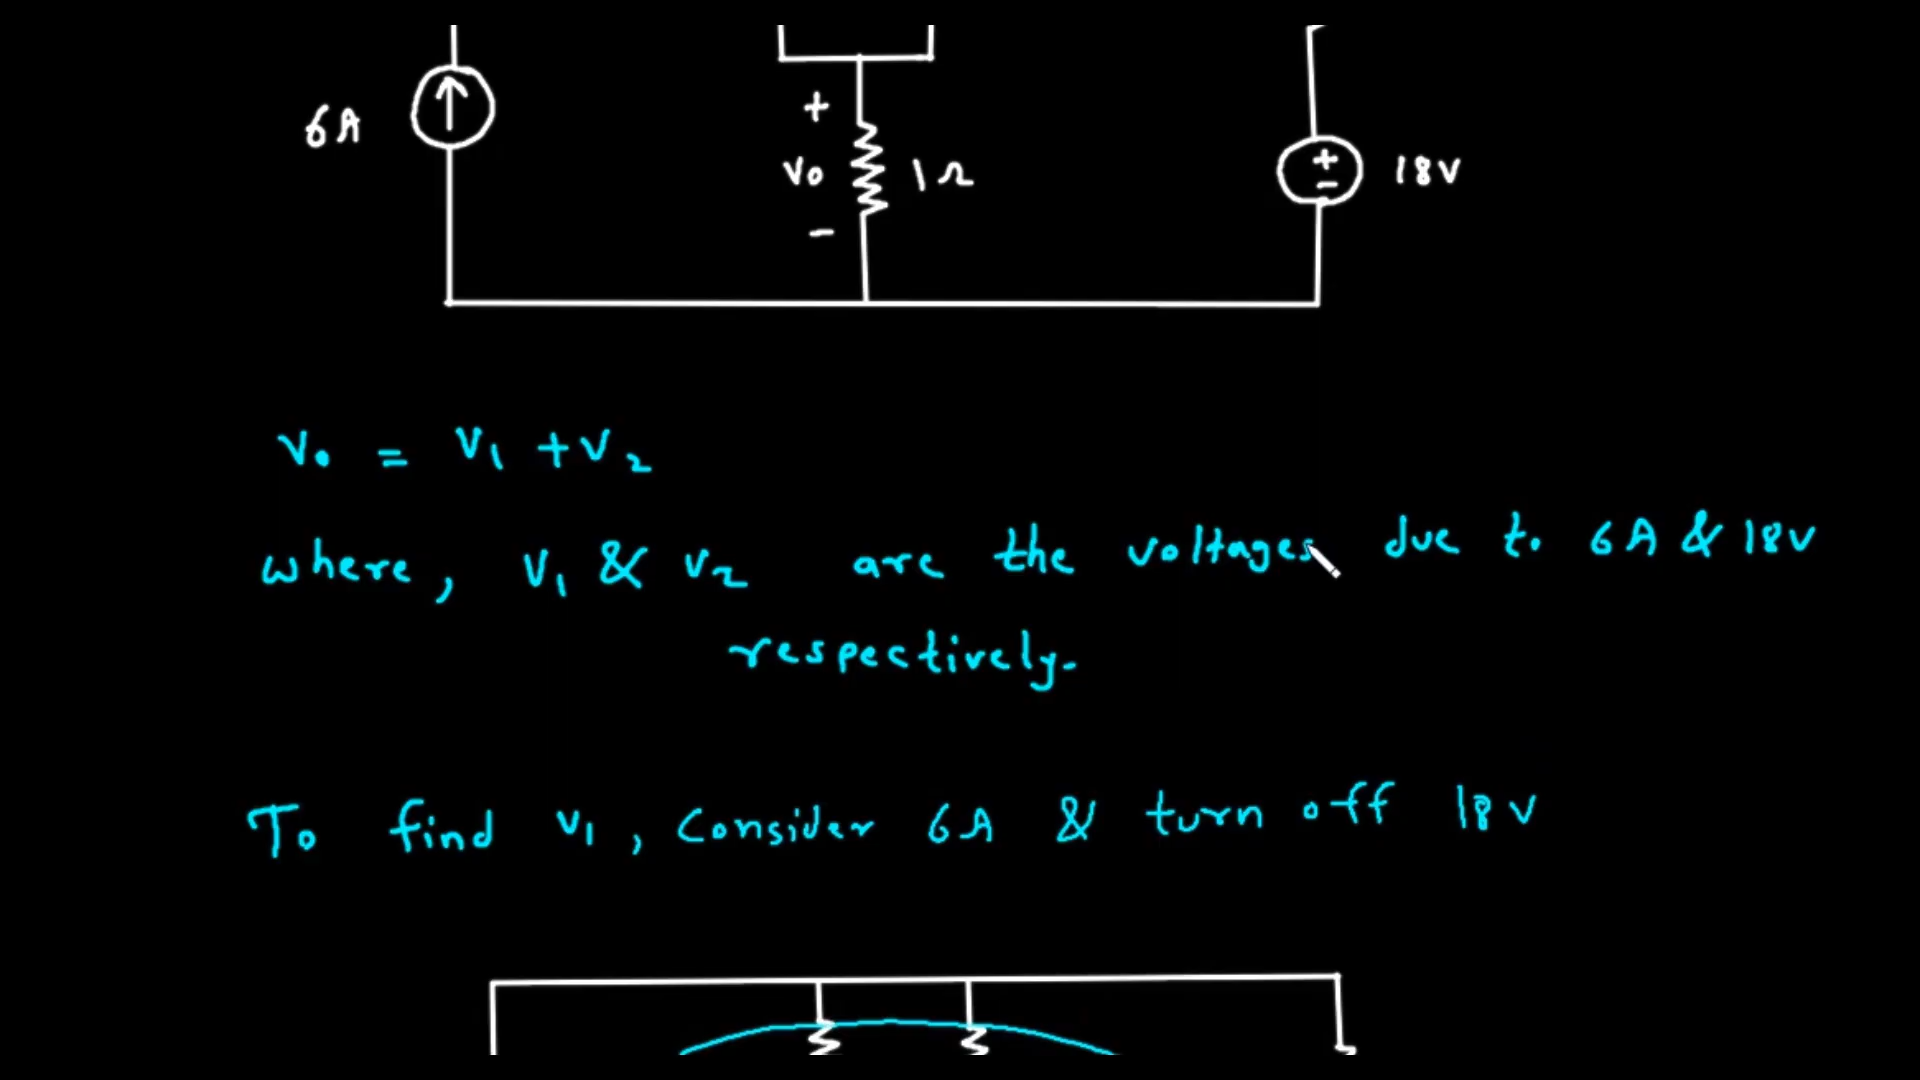 6A
+
Vo 1Ω
-
+
-
18V
V₀ = V₁ + V₂
where, V₁ & V₂ are the voltages due to 6A & 18V
respectively.
To find V₁, Consider 6A & turn off 18V